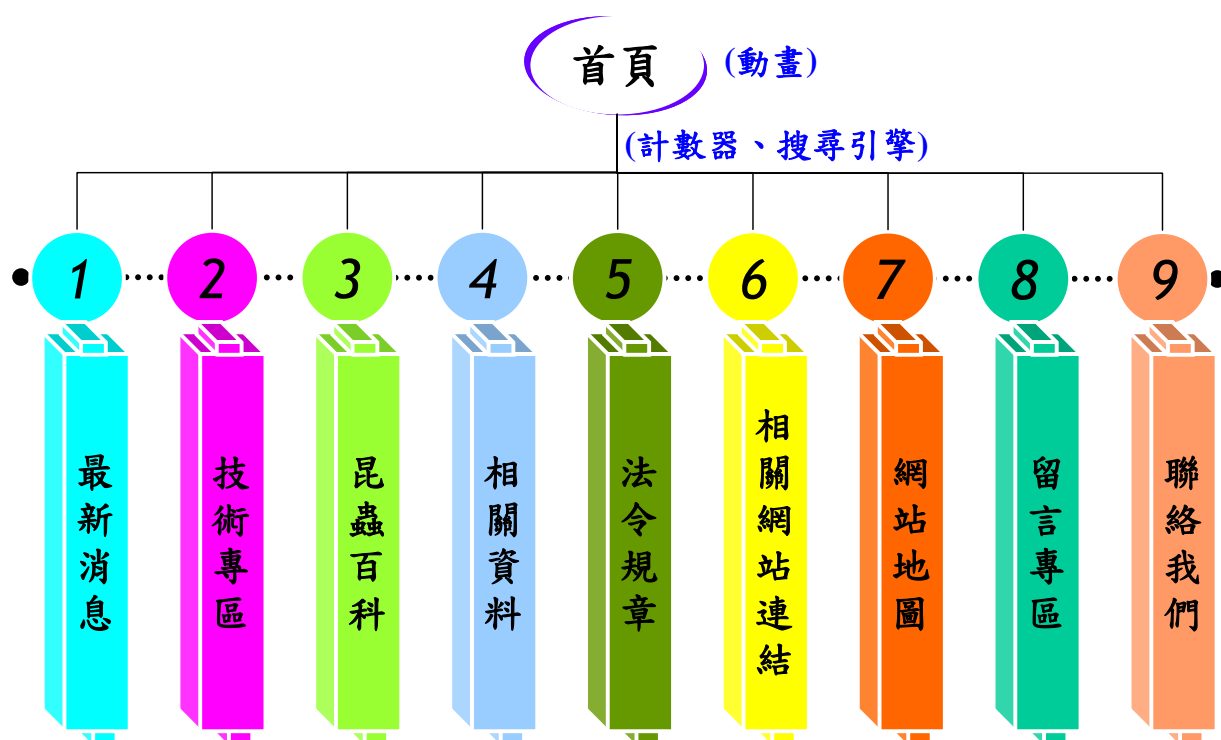 首頁
(動畫)
(計數器、搜尋引擎)
1
2
3
4
5
6
7
8
9
最新消息
技術專區
昆蟲百科
相關資料
法令規章
相關網站連結
網站地圖
留言專區
聯絡我們